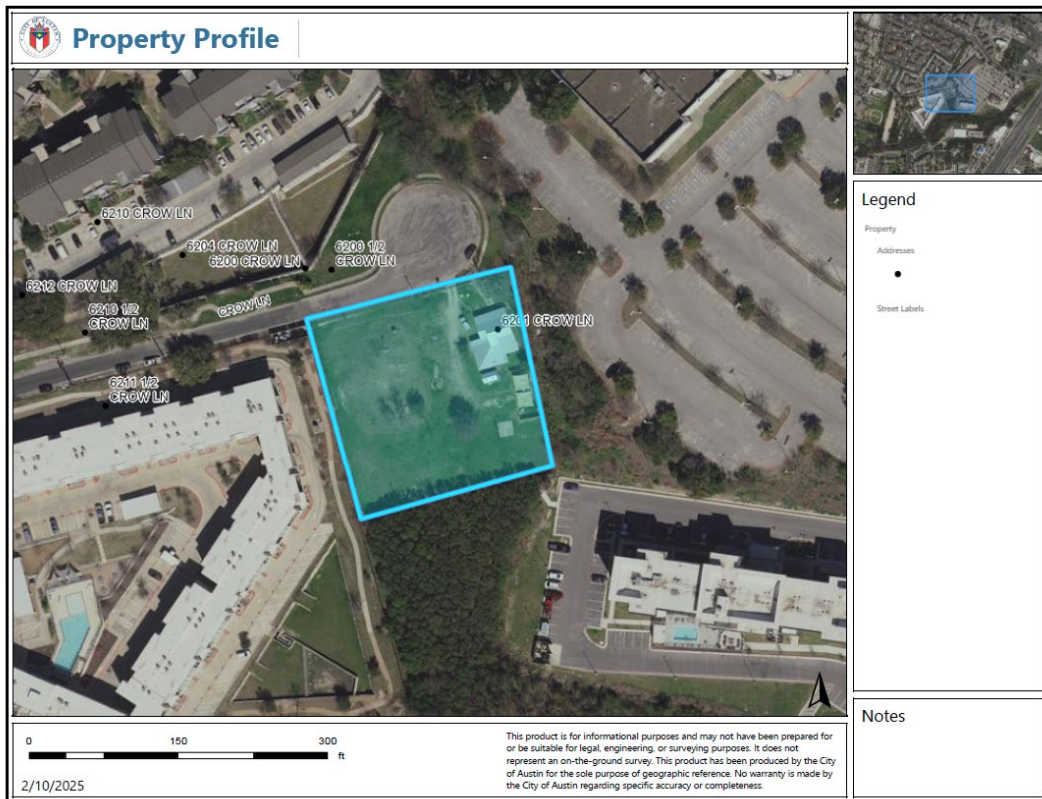 Property Profile
6210 CROW LN
6204 CROW LN
6200 CROW LN
6200 1/2
CROW LN
6212 CROW LN
6210 1/2
CROW LN
CROW LN
6201 CROW LN
6211 1/2
CROW LN
Legend
Property
Addresses
Street Labels
Notes
0
150
300
ft
2/10/2025
This product is for informational purposes and may not have been prepared for
or be suitable for legal, engineering, or surveying purposes. It does not
represent an on-the-ground survey. This product has been produced by the City
of Austin for the sole purpose of geographic reference. No warranty is made by
the City of Austin regarding specific accuracy or completeness.